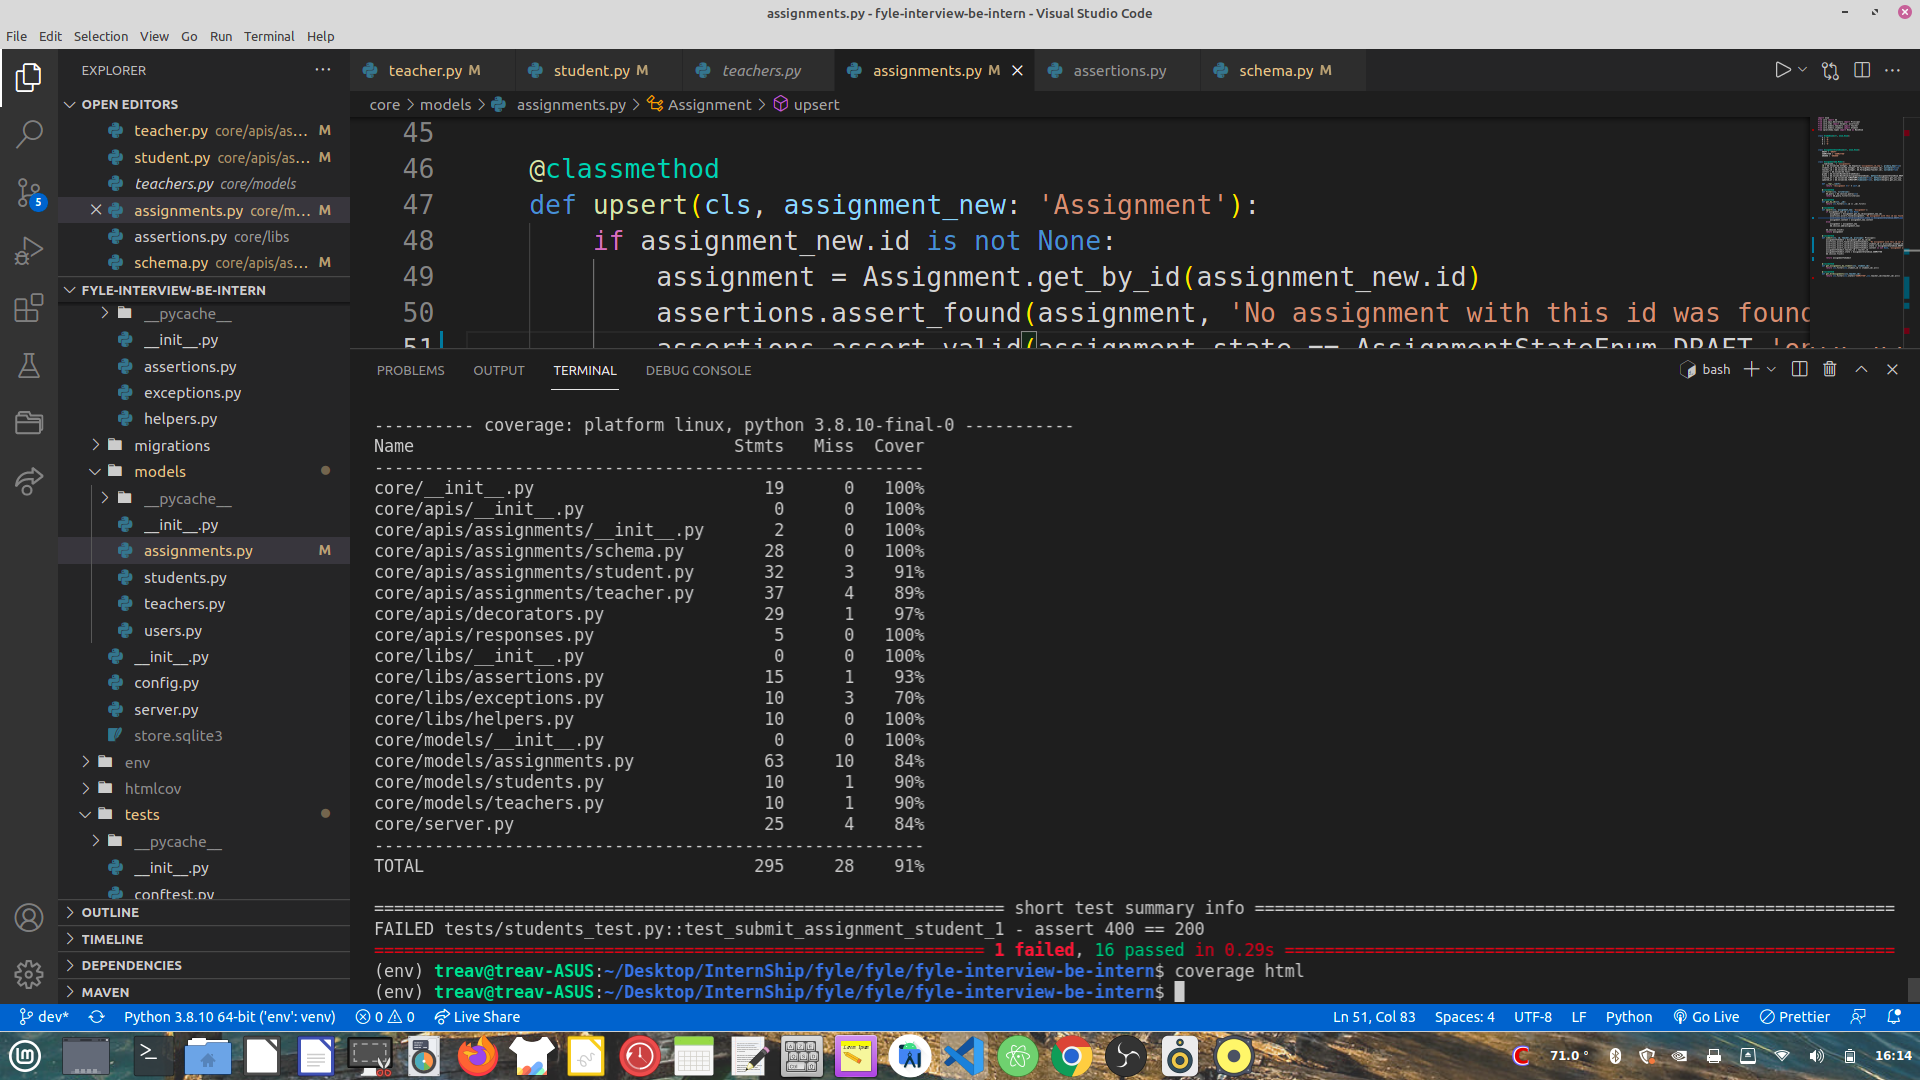 assignments.py - fyle-interview-be-intern - Visual Studio Code
File Edit Selection View Go Run Terminal Help
EXPLORER
OPEN EDITORS
teacher.py core/apis/as... M
student.py core/apis/as... M
teachers.py core/models
assignments.py core/m... M
assertions.py core/libs
schema.py core/apis/as... M
FYLE-INTERVIEW-BE-INTERN
__pycache__
__init__.py
assertions.py
exceptions.py
helpers.py
migrations
models
__pycache__
__init__.py
assignments.py M
students.py
teachers.py
users.py
__init__.py
config.py
server.py
store.sqlite3
env
htmlcov
tests
__pycache__
__init__.py
conftest.py
OUTLINE
TIMELINE
DEPENDENCIES
MAVEN
5
teacher.py M student.py M teachers.py assignments.py M assertions.py schema.py M
core > models > assignments.py > Assignment > upsert
45
46 @classmethod
47 def upsert(cls, assignment_new: 'Assignment'):
48 if assignment_new.id is not None:
49 assignment = Assignment.get_by_id(assignment_new.id)
50 assertions.assert_found(assignment, 'No assignment with this id was found
51 assertions.assert_valid(assignment.state == AssignmentStateEnum.DRAFT,'on
PROBLEMS OUTPUT TERMINAL DEBUG CONSOLE
bash
---------- coverage: platform linux, python 3.8.10-final-0 -----------
Name Stmts Miss Cover
-------------------------------------------------------
core/__init__.py 19 0 100%
core/apis/__init__.py 0 0 100%
core/apis/assignments/__init__.py 2 0 100%
core/apis/assignments/schema.py 28 0 100%
core/apis/assignments/student.py 32 3 91%
core/apis/assignments/teacher.py 37 4 89%
core/apis/decorators.py 29 1 97%
core/apis/responses.py 5 0 100%
core/libs/__init__.py 0 0 100%
core/libs/assertions.py 15 1 93%
core/libs/exceptions.py 10 3 70%
core/libs/helpers.py 10 0 100%
core/models/__init__.py 0 0 100%
core/models/assignments.py 63 10 84%
core/models/students.py 10 1 90%
core/models/teachers.py 10 1 90%
core/server.py 25 4 84%
-------------------------------------------------------
TOTAL 295 28 91%
=============================================================== short test summary info ================================================================
FAILED tests/students_test.py::test_submit_assignment_student_1 - assert 400 == 200
============================================================= 1 failed, 16 passed in 0.29s =============================================================
(env) treav@treav-ASUS:~/Desktop/InternShip/fyle/fyle/fyle-interview-be-intern$ coverage html
(env) treav@treav-ASUS:~/Desktop/InternShip/fyle/fyle/fyle-interview-be-intern$
dev* Python 3.8.10 64-bit ('env': venv) 0 0 Live Share Ln 51, Col 83 Spaces: 4 UTF-8 LF Python Go Live Prettier
71.0 ° 16:14